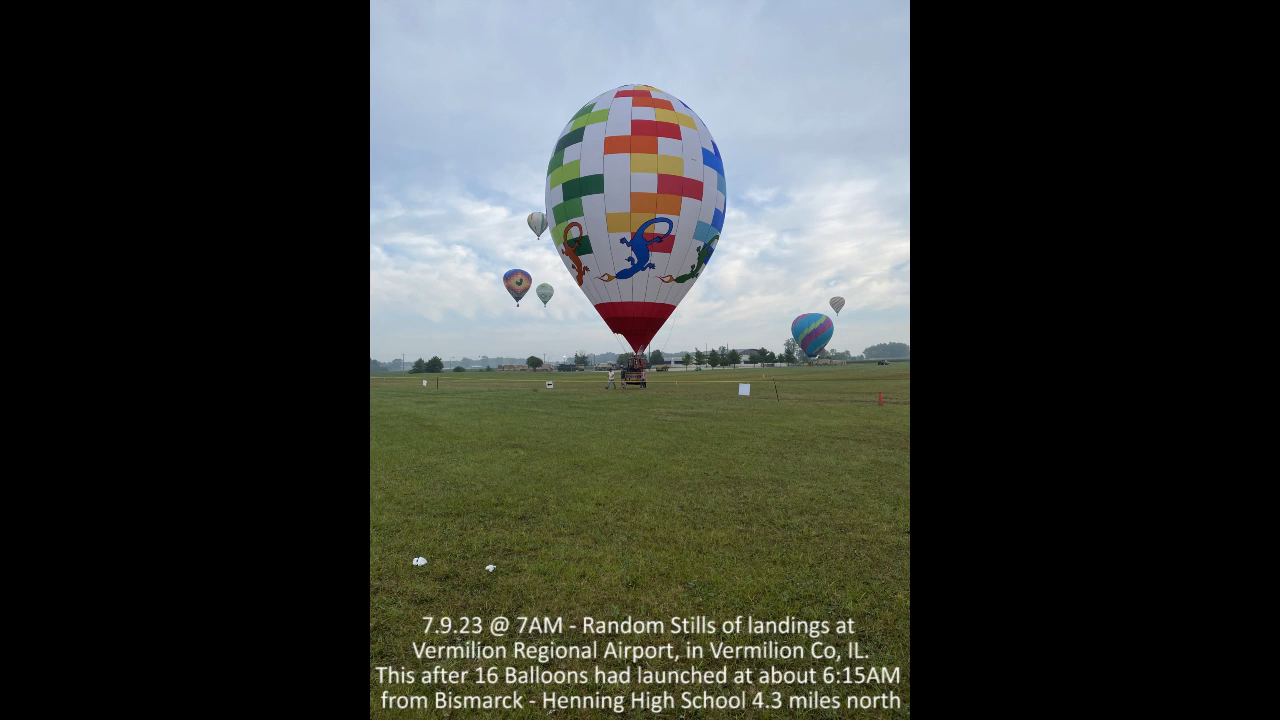 7.9.23 @ 7AM - Random Stills of landings at
Vermilion Regional Airport, in Vermilion Co, IL.
This after 16 Balloons had launched at about 6:15AM
from Bismarck - Henning High School 4.3 miles north